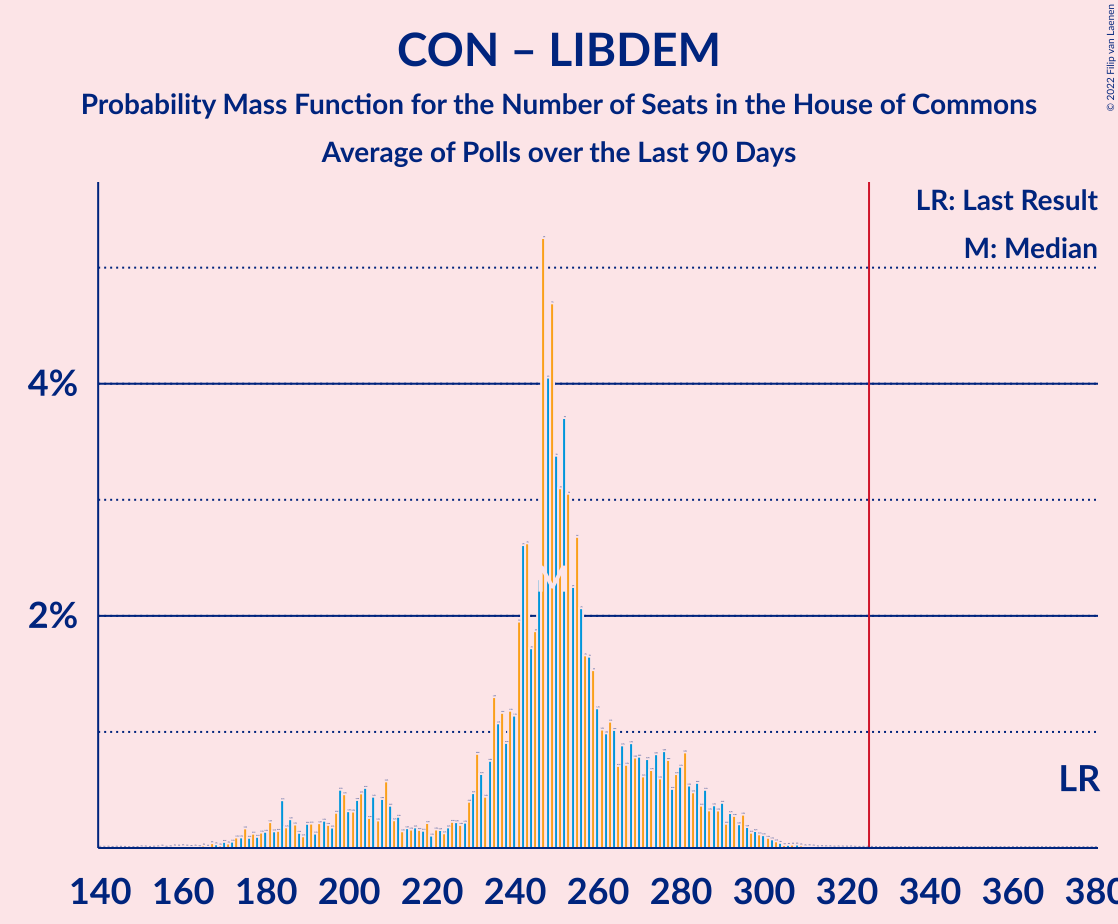 CON – LIBDEM
Probability Mass Function for the Number of Seats in the House of Commons
Average of Polls over the Last 90 Days
© 2022 Filip van Laenen
LR: Last Result
M: Median
4%
2%
M
LR
140 160 180 200 220 240 260 280 300 320 340 360 380